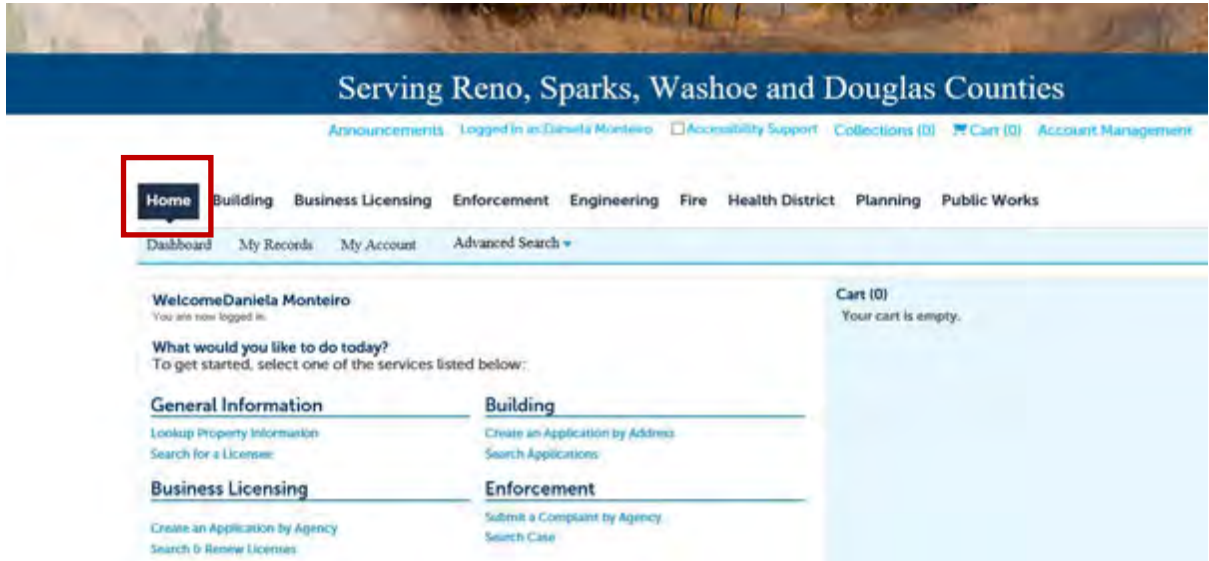 Serving Reno, Sparks, Washoe and Douglas Counties
Announcements Logged in as:Daniela Monteiro Accessibility Support Collections (0) Cart (0) Account Management
Home Building Business Licensing Enforcement Engineering Fire Health District Planning Public Works
Dashboard My Records My Account Advanced Search
WelcomeDaniela Monteiro
You are now logged in.
What would you like to do today?
To get started, select one of the services listed below:
General Information
Lookup Property Information
Search for a Licensee
Building
Create an Application by Address
Search Applications
Business Licensing
Create an Application by Agency
Search & Renew Licenses
Enforcement
Submit a Complaint by Agency
Search Case
Cart (0)
Your cart is empty.